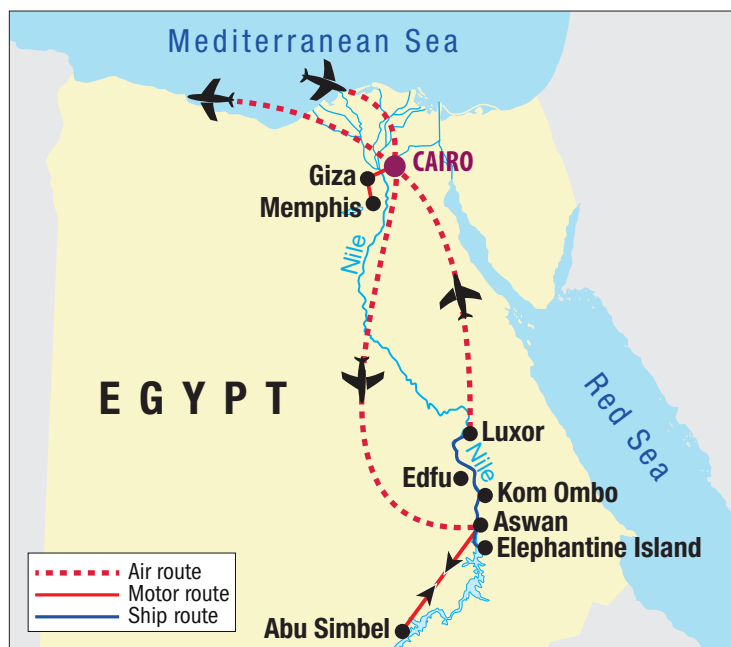 Mediterranean Sea
CAIRO
Giza
Memphis
Nile
EGYPT
Red Sea
Luxor
Nile
Edfu
Kom Ombo
Aswan
Elephantine Island
Abu Simbel
Air route
Motor route
Ship route